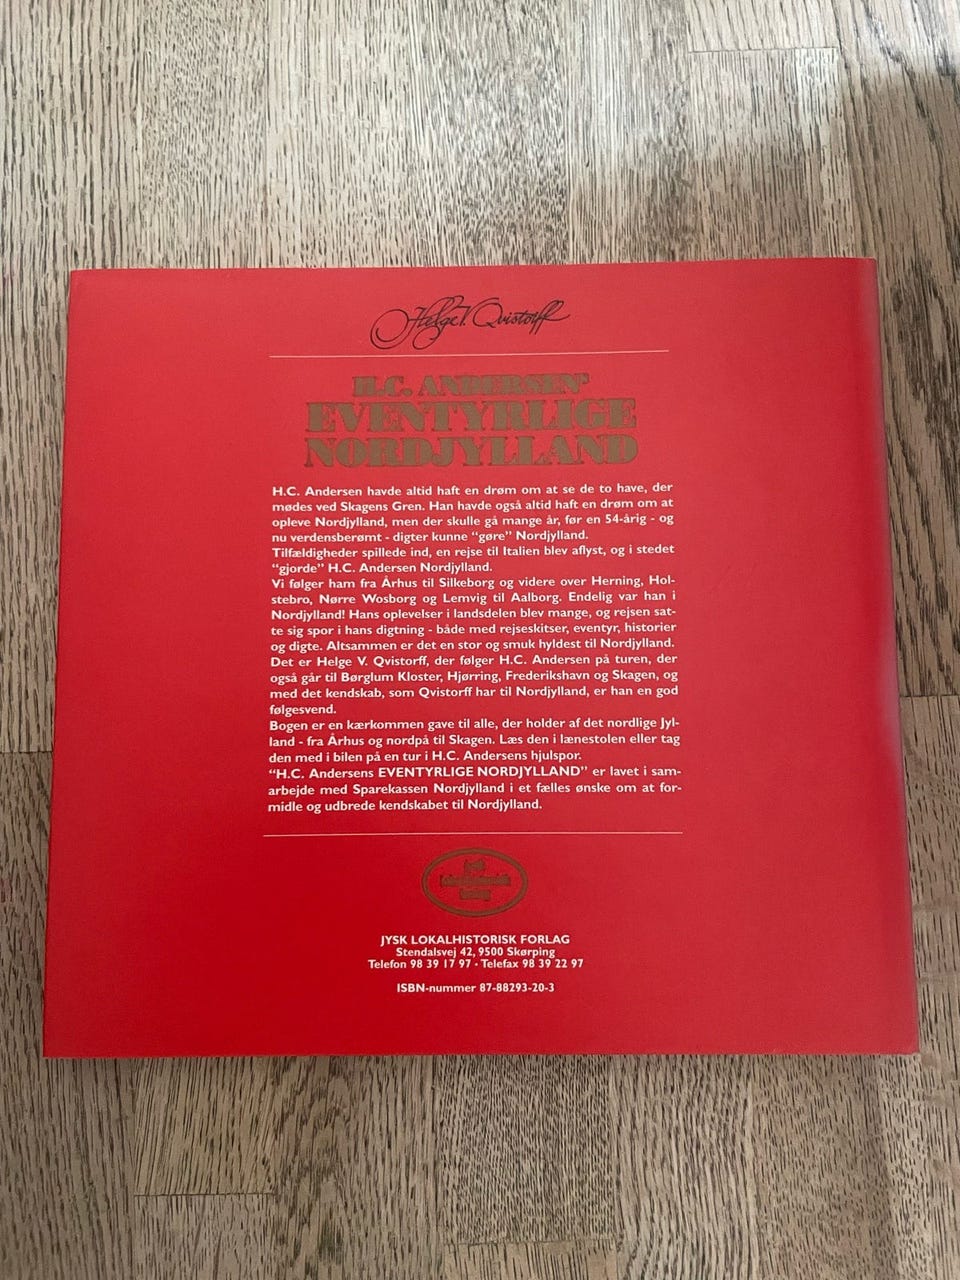 Helge V. Qvistorff
H.C. ANDERSEN'
EVENTYRLIGE
NORDJYLLAND
H.C. Andersen havde altid haft en drøm om at se de to have, der
mødes ved Skagens Gren. Han havde også altid haft en drøm om at
opleve Nordjylland, men der skulle gå mange år, før en 54-årig - og
nu verdensberømt - digter kunne "gøre" Nordjylland.
Tilfældigheder spillede ind, en rejse til Italien blev aflyst, og i stedet
"gjorde" H.C. Andersen Nordjylland.
Vi følger ham fra Århus til Silkeborg og videre over Herning, Hol-
stebro, Nørre Wosborg og Lemvig til Aalborg. Endelig var han i
Nordjylland! Hans oplevelser i landsdelen blev mange, og rejsen sat-
te sig spor i hans digtning - både med rejseskitser, eventyr, historier
og digte. Altsammen er det en stor og smuk hyldest til Nordjylland.
Det er Helge V. Qvistorff, der følger H.C. Andersen på turen, der
også går til Børglum Kloster, Hjørring, Frederikshavn og Skagen, og
med det kendskab, som Qvistorff har til Nordjylland, er han en god
følgesvend.
Bogen er en kærkommen gave til alle, der holder af det nordlige Jyl-
land - fra Århus og nordpå til Skagen. Læs den i lænestolen eller tag
den med i bilen på en tur i H.C. Andersens hjulspor.
"H.C. Andersens EVENTYRLIGE NORDJYLLAND" er lavet i sam-
arbejde med Sparekassen Nordjylland i et fælles ønske om at for-
midle og udbrede kendskabet til Nordjylland.
JYSK LOKALHISTORISK FORLAG
Stendalsvej 42, 9500 Skørping
Telefon 98 39 17 97 · Telefax 98 39 22 97
ISBN-nummer 87-88293-20-3